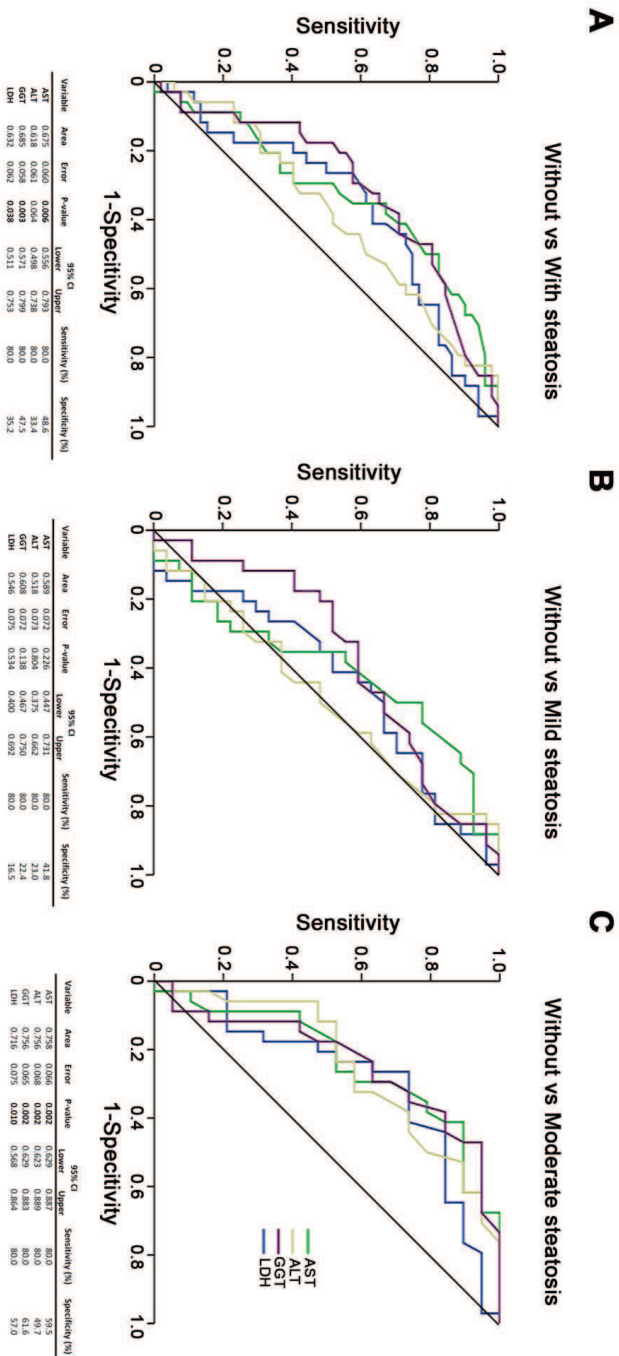 A
Without vs With steatosis
Sensitivity
1.0
0.8
0.6
0.4
0.2
0
0
0.2
0.4
0.6
0.8
1.0
1-Specitivity
95% CI
Variable Area Error P-value Lower Upper Sensitivity (%) Specificity (%)
AST 0.675 0.060 0.006 0.556 0.793 80.0 48.6
ALT 0.618 0.061 0.064 0.498 0.738 80.0 33.4
GGT 0.685 0.058 0.003 0.571 0.799 80.0 47.5
LDH 0.632 0.062 0.038 0.511 0.753 80.0 35.2
B
Without vs Mild steatosis
Sensitivity
1.0
0.8
0.6
0.4
0.2
0
0
0.2
0.4
0.6
0.8
1.0
1-Specitivity
95% CI
Variable Area Error P-value Lower Upper Sensitivity (%) Specificity (%)
AST 0.589 0.072 0.226 0.447 0.731 80.0 41.8
ALT 0.518 0.073 0.804 0.375 0.662 80.0 23.0
GGT 0.608 0.072 0.138 0.467 0.750 80.0 22.4
LDH 0.546 0.075 0.534 0.400 0.692 80.0 16.5
C
Without vs Moderate steatosis
Sensitivity
1.0
0.8
0.6
0.4
0.2
0
0
0.2
0.4
0.6
0.8
1.0
1-Specitivity
AST
ALT
GGT
LDH
95% CI
Variable Area Error P-value Lower Upper Sensitivity (%) Specificity (%)
AST 0.758 0.066 0.002 0.629 0.887 80.0 59.5
ALT 0.756 0.068 0.002 0.623 0.889 80.0 49.7
GGT 0.756 0.065 0.002 0.629 0.883 80.0 61.6
LDH 0.716 0.075 0.010 0.568 0.864 80.0 57.0